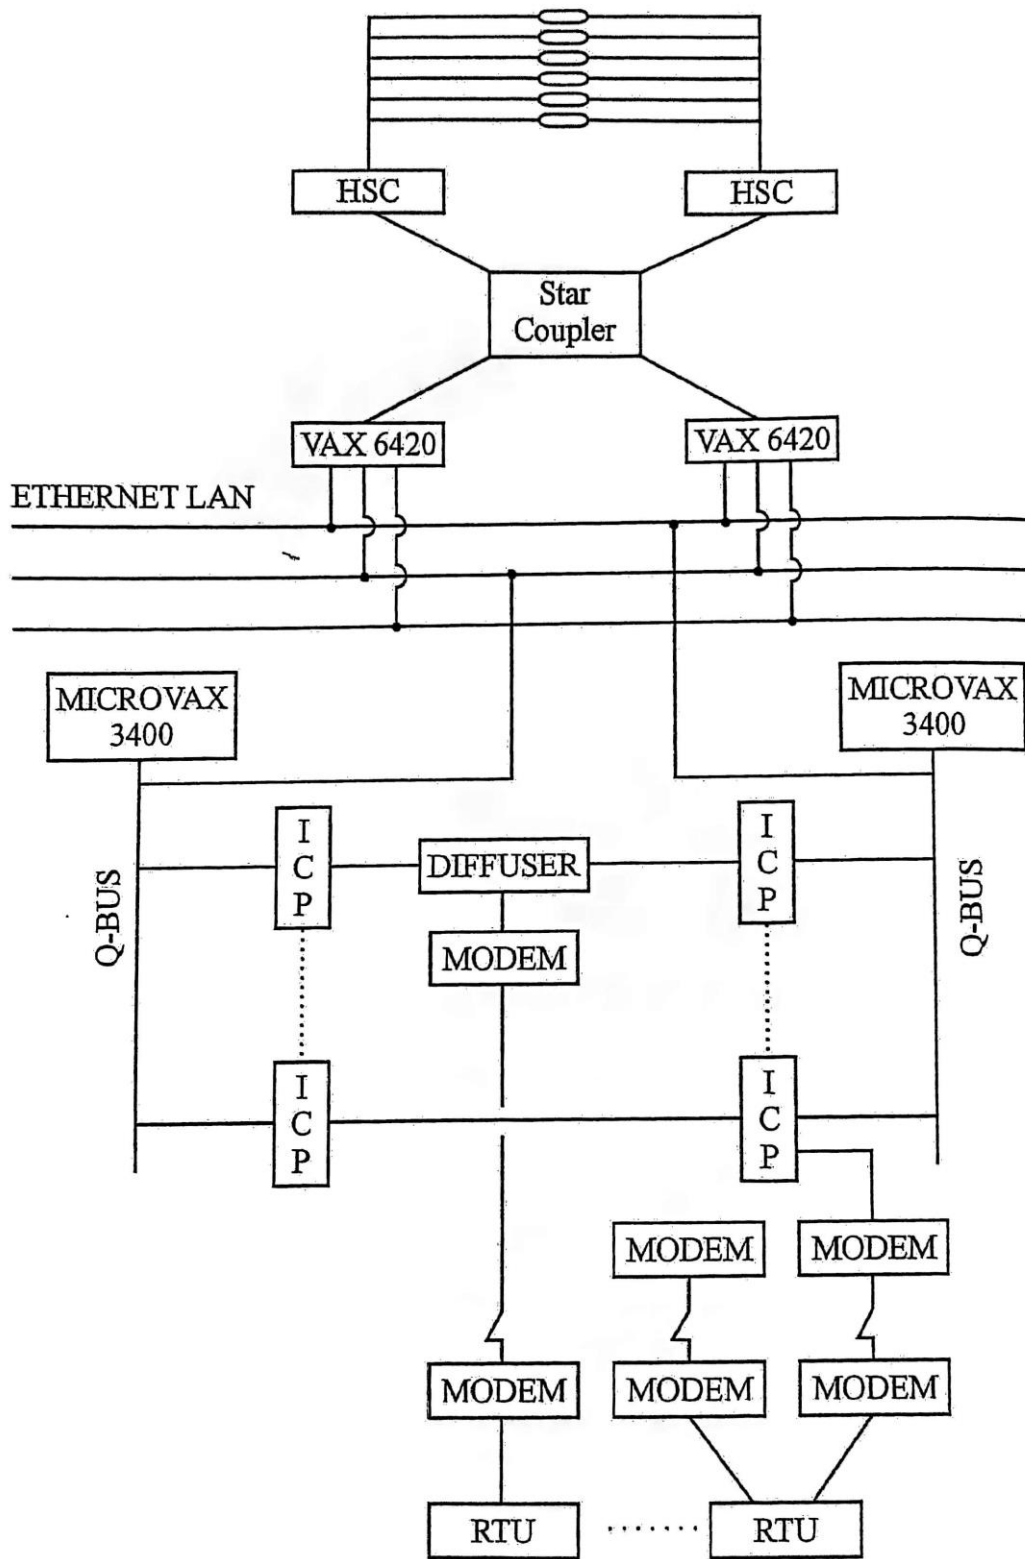 HSC
HSC
Star
Coupler
VAX 6420
VAX 6420
ETHERNET LAN
MICROVAX
3400
MICROVAX
3400
I
C
P
DIFFUSER
I
C
P
Q-BUS
Q-BUS
MODEM
I
C
P
I
C
P
MODEM
MODEM
MODEM
MODEM
MODEM
RTU
RTU